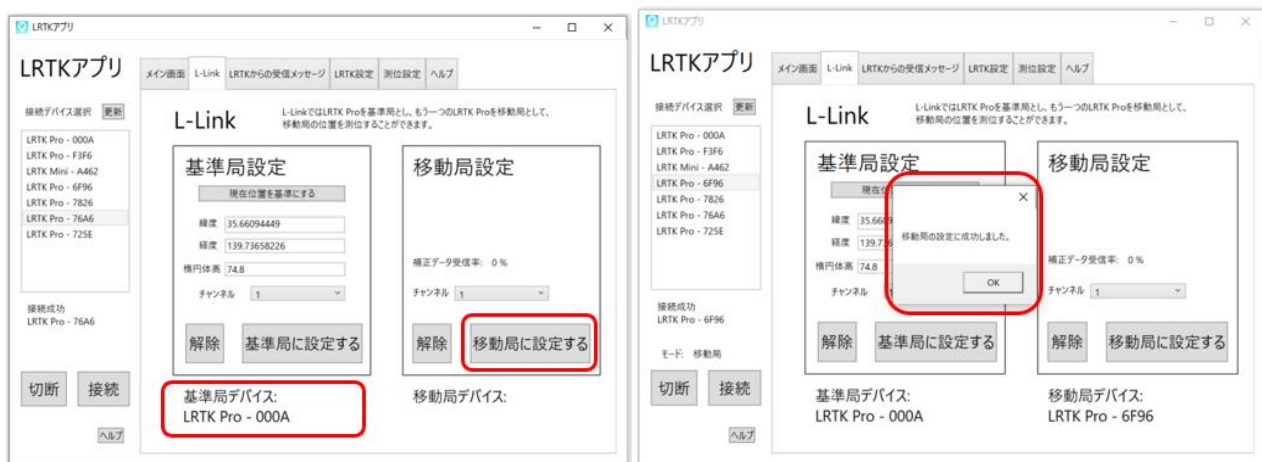 LRTKアプリ
LRTKアプリ
メイン画面 L-Link LRTKからの受信メッセージ LRTK設定 測位設定 ヘルプ
接続デバイス選択 更新
LRTK Pro - 000A
LRTK Pro - F3F6
LRTK Mini - A462
LRTK Pro - 6F96
LRTK Pro - 7826
LRTK Pro - 76A6
LRTK Pro - 725E
接続成功
LRTK Pro - 76A6
切断 接続
ヘルプ
L-Link
L-LinkではLRTK Proを基準局とし、もう一つのLRTK Proを移動局として、
移動局の位置を測位することができます。
基準局設定
現在位置を基準にする
緯度 35.66094449
経度 139.73658226
楕円体高 74.8
チャンネル 1
解除 基準局に設定する
基準局デバイス:
LRTK Pro - 000A
移動局設定
補正データ受信率: 0 %
チャンネル 1
解除 移動局に設定する
移動局デバイス:
LRTKアプリ
LRTKアプリ
メイン画面 L-Link LRTKからの受信メッセージ LRTK設定 測位設定 ヘルプ
接続デバイス選択 更新
LRTK Pro - 000A
LRTK Pro - F3F6
LRTK Mini - A462
LRTK Pro - 6F96
LRTK Pro - 7826
LRTK Pro - 76A6
LRTK Pro - 725E
接続成功
LRTK Pro - 6F96
モード: 移動局
切断 接続
ヘルプ
L-Link
L-LinkではLRTK Proを基準局とし、もう一つのLRTK Proを移動局として、
移動局の位置を測位することができます。
基準局設定
現在位
緯度 35.660
経度 139.736
楕円体高 74.8
チャンネル 1
解除 基準局に設定する
基準局デバイス:
LRTK Pro - 000A
移動局の設定に成功しました。
OK
移動局設定
補正データ受信率: 0 %
チャンネル 1
解除 移動局に設定する
移動局デバイス:
LRTK Pro - 6F96